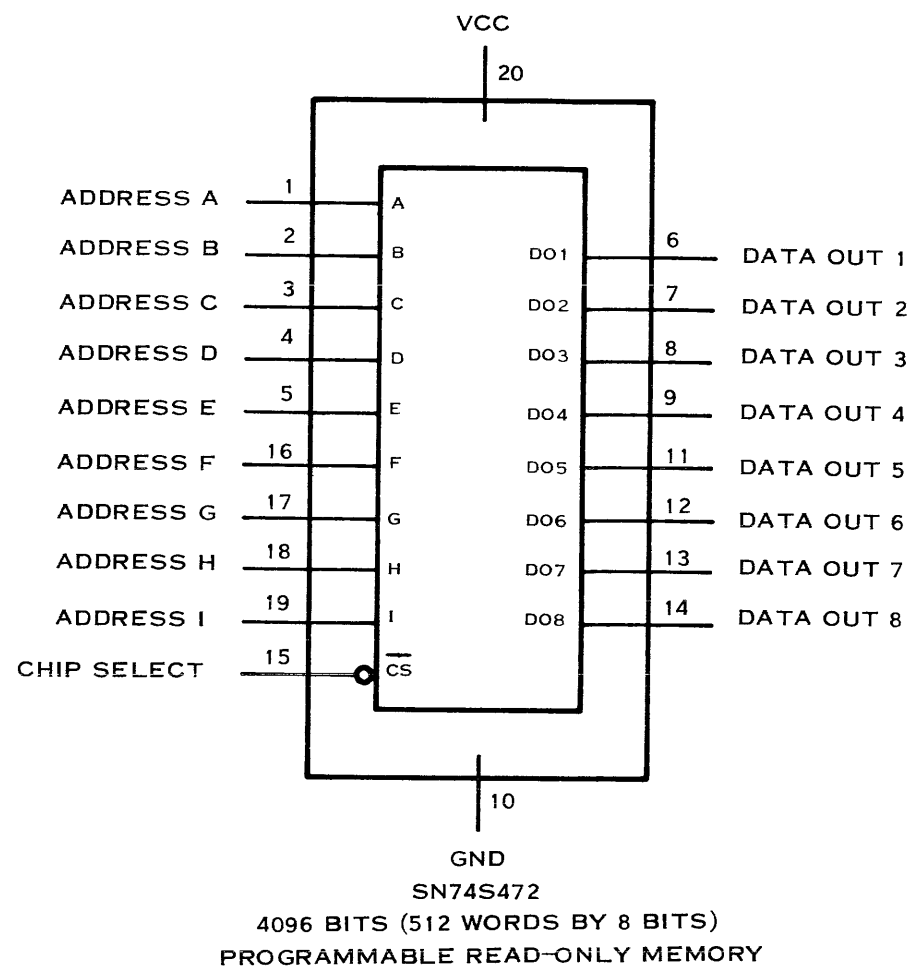 VCC
20
ADDRESS A 1 A
ADDRESS B 2 B DO1 6 DATA OUT 1
ADDRESS C 3 C DO2 7 DATA OUT 2
ADDRESS D 4 D DO3 8 DATA OUT 3
ADDRESS E 5 E DO4 9 DATA OUT 4
ADDRESS F 16 F DO5 11 DATA OUT 5
ADDRESS G 17 G DO6 12 DATA OUT 6
ADDRESS H 18 H DO7 13 DATA OUT 7
ADDRESS I 19 I DO8 14 DATA OUT 8
CHIP SELECT 15 C̅S̅
10
GND
SN74S472
4096 BITS (512 WORDS BY 8 BITS)
PROGRAMMABLE READ-ONLY MEMORY